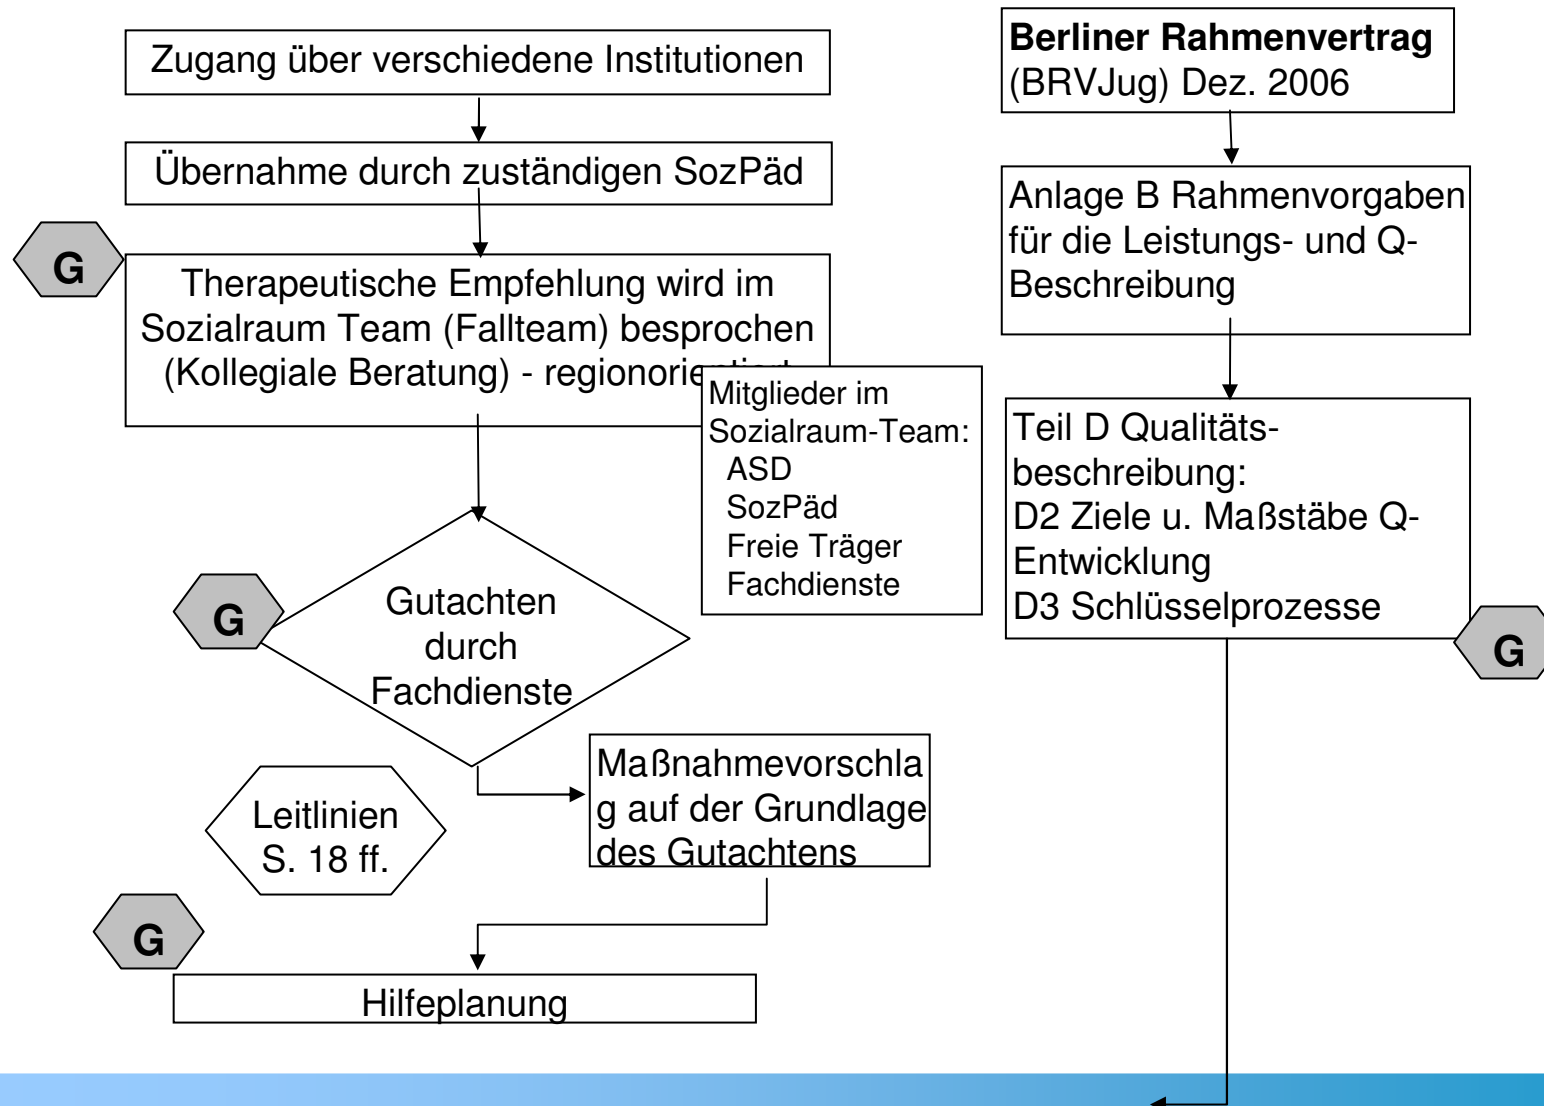 Zugang über verschiedene Institutionen
Übernahme durch zuständigen SozPäd
G
Therapeutische Empfehlung wird im
Sozialraum Team (Fallteam) besprochen
(Kollegiale Beratung) - regionorientiert
Mitglieder im
Sozialraum-Team:
ASD
SozPäd
Freie Träger
Fachdienste
G
Gutachten
durch
Fachdienste
Leitlinien
S. 18 ff.
Maßnahmevorschla
g auf der Grundlage
des Gutachtens
G
Hilfeplanung
Berliner Rahmenvertrag
(BRVJug) Dez. 2006
Anlage B Rahmenvorgaben
für die Leistungs- und Q-
Beschreibung
Teil D Qualitäts-
beschreibung:
D2 Ziele u. Maßstäbe Q-
Entwicklung
D3 Schlüsselprozesse
G